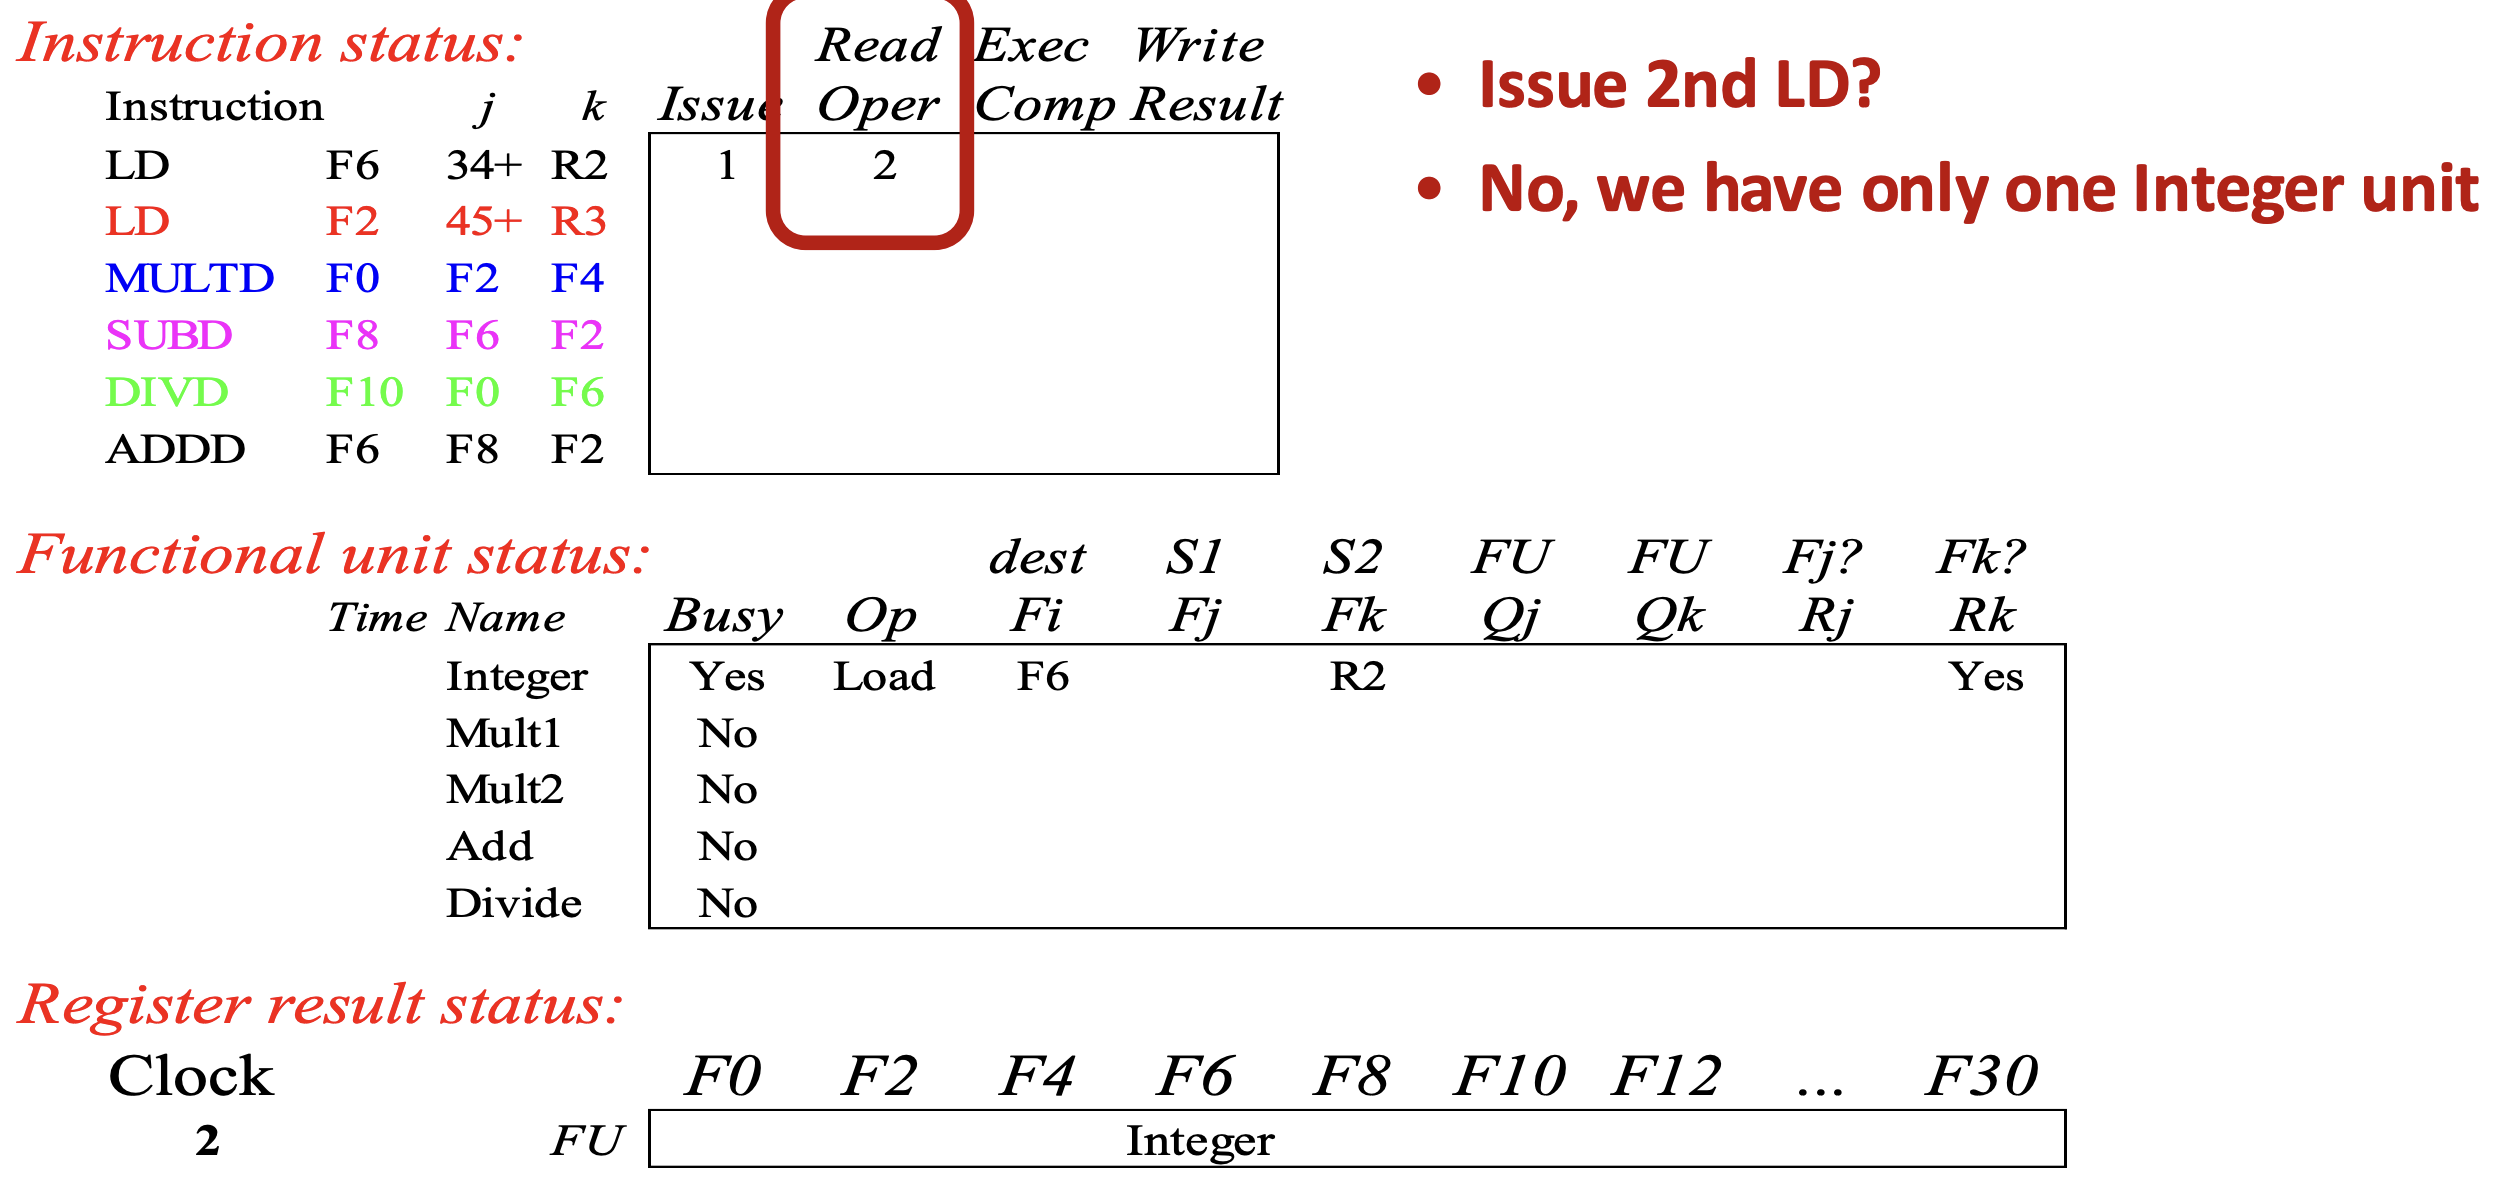 Instruction status: Read Exec Write
Instruction j k Issue Oper Comp Result
LD F6 34+ R2 1 2
LD F2 45+ R3
MULTD F0 F2 F4
SUBD F8 F6 F2
DIVD F10 F0 F6
ADDD F6 F8 F2
• Issue 2nd LD?
• No, we have only one Integer unit
Functional unit status: dest S1 S2 FU FU Fj? Fk?
Time Name Busy Op Fi Fj Fk Qj Qk Rj Rk
Integer Yes Load F6 R2 Yes
Mult1 No
Mult2 No
Add No
Divide No
Register result status:
Clock F0 F2 F4 F6 F8 F10 F12 ... F30
2 FU Integer